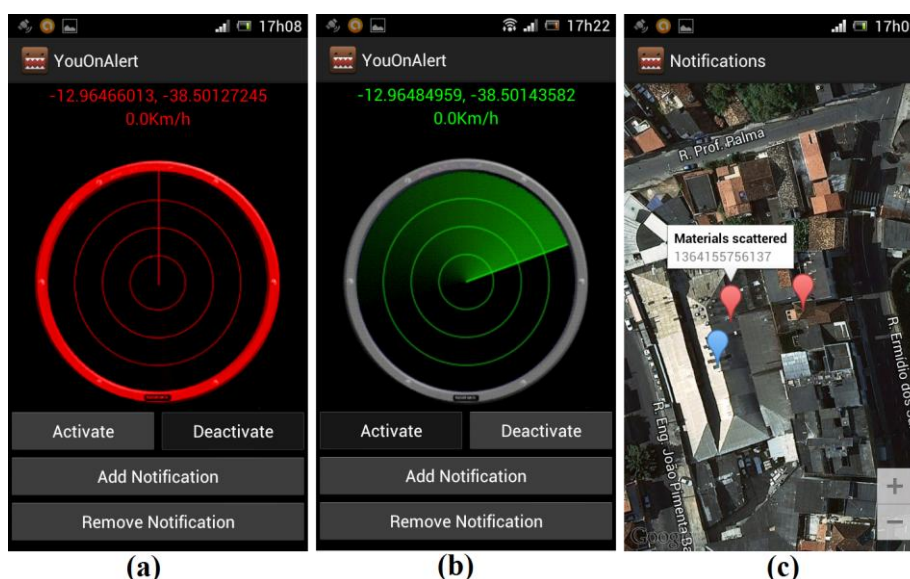 17h08
YouOnAlert
-12.96466013, -38.50127245
0.0Km/h
Activate
Deactivate
Add Notification
Remove Notification
(a)
17h22
YouOnAlert
-12.96484959, -38.50143582
0.0Km/h
Activate
Deactivate
Add Notification
Remove Notification
(b)
17h0
Notifications
R. Prof. Palma
Materials scattered
1364155756137
R. Ermídio dos
R. Eng. João Pimenta Ba
+
−
Goog
(c)